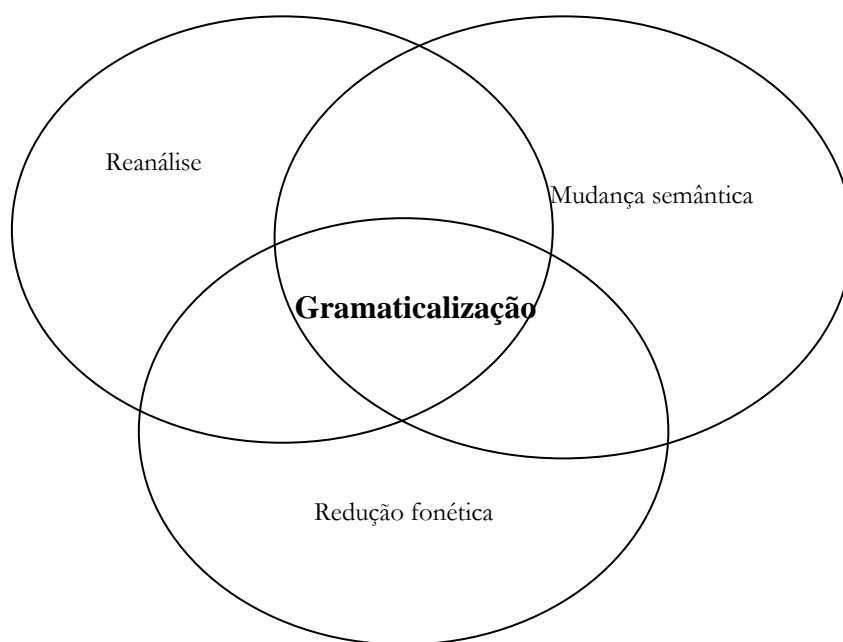 Reanálise
Mudança semântica
Gramaticalização
Redução fonética